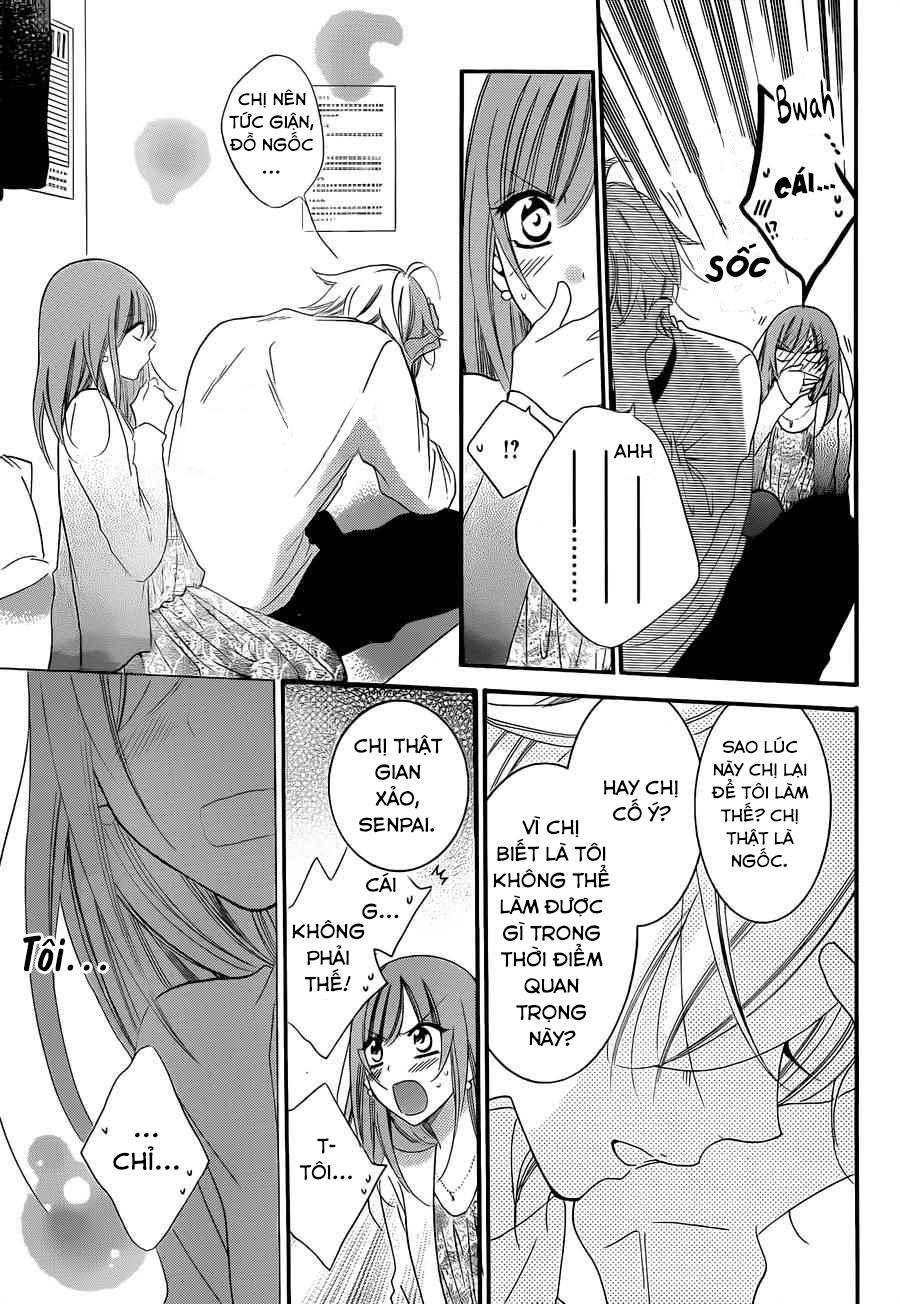 Bwah
CÁI...
!?
SỐC
!?
AHH
CHỊ NÊN
TỨC GIẬN,
ĐỒ NGỐC
...
SAO LÚC
NÀY CHỊ LẠI
ĐỂ TÔI LÀM
THẾ? CHỊ
THẬT LÀ
NGỐC.
HAY CHỊ
CỐ Ý?
VÌ CHỊ
BIẾT LÀ TÔI
KHÔNG THỂ
LÀM ĐƯỢC
GÌ TRONG
THỜI ĐIỂM
QUAN
TRỌNG
NÀY?
CHỊ THẬT
GIAN
XẢO,
SENPAI.
CÁI
G...
KHÔNG
PHẢI
THẾ!
T-
TÔI...
Tôi...
...
CHỈ...